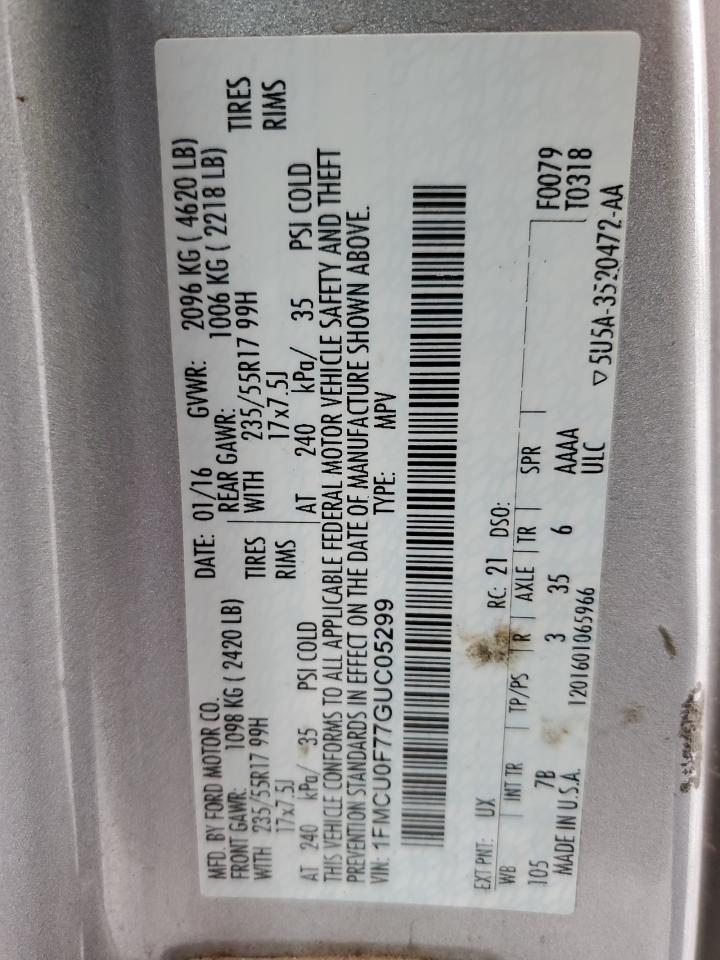 MFD. BY FORD MOTOR CO.
DATE: 01/16 GVWR: 2096 KG ( 4620 LB)
FRONT GAWR: 1098 KG ( 2420 LB) REAR GAWR: 1006 KG ( 2218 LB)
WITH 235/55R17 99H TIRES WITH 235/55R17 99H TIRES
17x7.5J RIMS 17x7.5J RIMS
AT 240 kPa/ 35 PSI COLD AT 240 kPa/ 35 PSI COLD
THIS VEHICLE CONFORMS TO ALL APPLICABLE FEDERAL MOTOR VEHICLE SAFETY AND THEFT
PREVENTION STANDARDS IN EFFECT ON THE DATE OF MANUFACTURE SHOWN ABOVE.
VIN: 1FMCU0F77GUC05299 TYPE: MPV
EXT PNT: UX RC: 21 DSO:
WB INT TR TP/PS R AXLE TR SPR F0079
105 7B 3 35 6 AAAA T0318
MADE IN U.S.A. 1201601065966 ULC ▽5U5A-3520472-AA